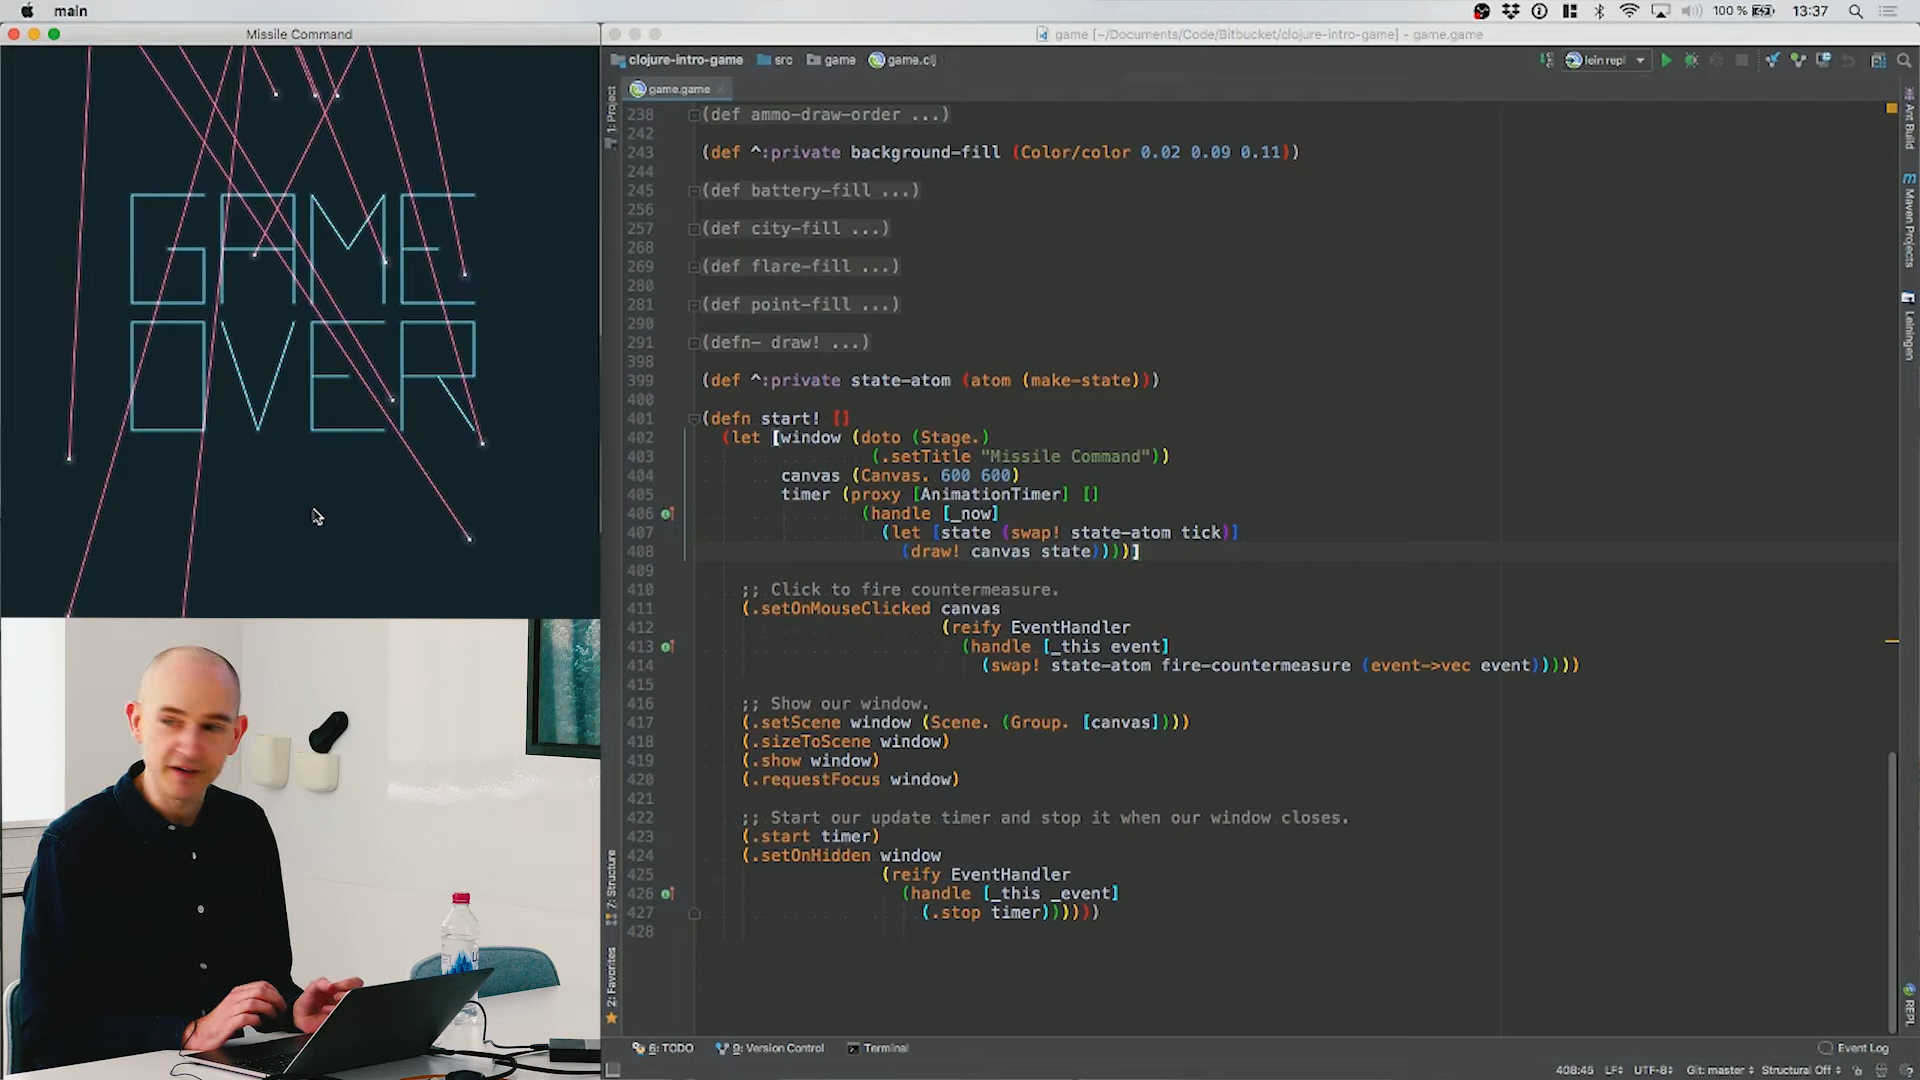 main
100 %
13:37
Missile Command
game [~/Documents/Code/Bitbucket/clojure-intro-game] - game.game
clojure-intro-game
src
game
game.clj
lein repl
game.game
GAME
OVER
1: Project
7: Structure
2: Favorites
238 (def ammo-draw-order ...)
242
243 (def ^:private background-fill (Color/color 0.02 0.09 0.11))
244
245 (def battery-fill ...)
256
257 (def city-fill ...)
268
269 (def flare-fill ...)
280
281 (def point-fill ...)
290
291 (defn- draw! ...)
398
399 (def ^:private state-atom (atom (make-state)))
400
401 (defn start! []
402 (let [window (doto (Stage.)
403 (.setTitle "Missile Command"))
404 canvas (Canvas. 600 600)
405 timer (proxy [AnimationTimer] []
406 (handle [_now]
407 (let [state (swap! state-atom tick)]
408 (draw! canvas state))))]
409
410 ;; Click to fire countermeasure.
411 (.setOnMouseClicked canvas
412 (reify EventHandler
413 (handle [_this event]
414 (swap! state-atom fire-countermeasure (event->vec event)))))
415
416 ;; Show our window.
417 (.setScene window (Scene. (Group. [canvas])))
418 (.sizeToScene window)
419 (.show window)
420 (.requestFocus window)
421
422 ;; Start our update timer and stop it when our window closes.
423 (.start timer)
424 (.setOnHidden window
425 (reify EventHandler
426 (handle [_this _event]
427 (.stop timer))))))
428
Ant Build
Maven Projects
Leiningen
REPL
6: TODO
9: Version Control
Terminal
Event Log
408:45
LF
UTF-8
Git: master
Structural Off